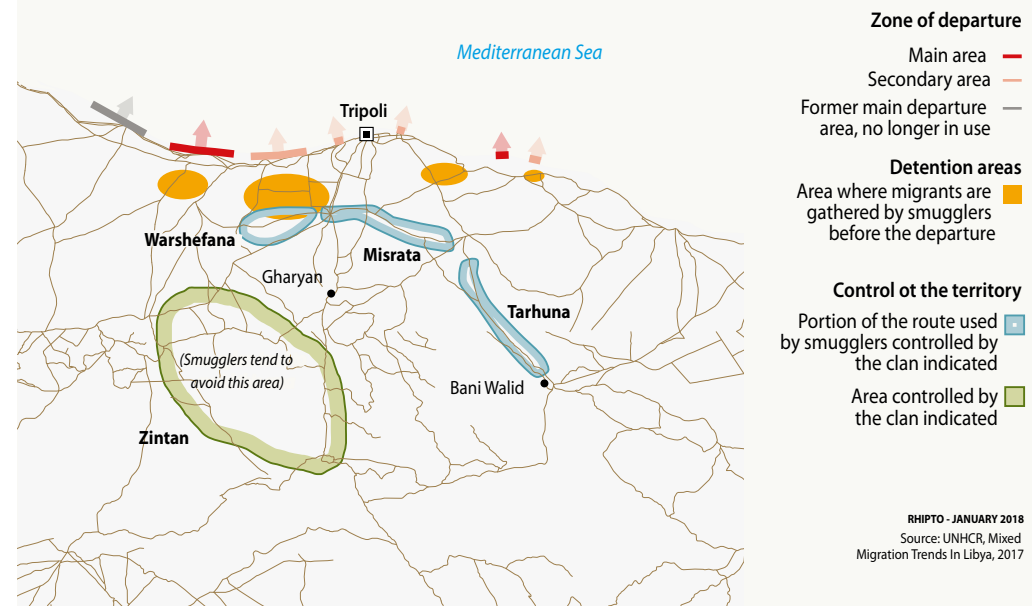 Mediterranean Sea
Tripoli
Warshefana
Misrata
Gharyan
Tarhuna
(Smugglers tend to
avoid this area)
Bani Walid
Zintan
Zone of departure
Main area
Secondary area
Former main departure
area, no longer in use
Detention areas
Area where migrants are
gathered by smugglers
before the departure
Control ot the territory
Portion of the route used
by smugglers controlled by
the clan indicated
Area controlled by
the clan indicated
RHIPTO - JANUARY 2018
Source: UNHCR, Mixed
Migration Trends In Libya, 2017